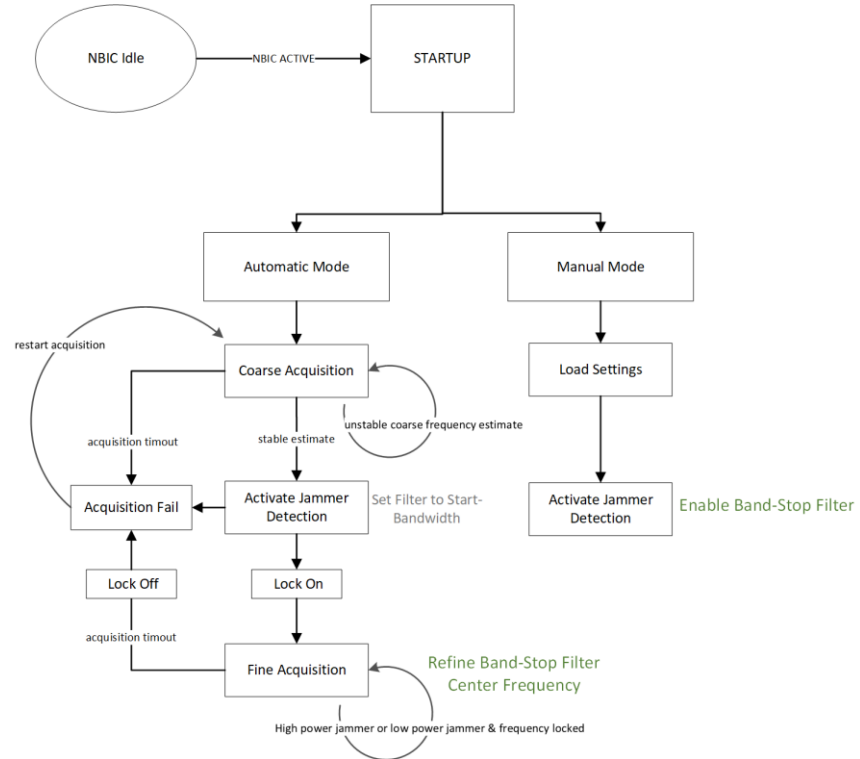 NBIC Idle
NBIC ACTIVE
STARTUP
Automatic Mode
Manual Mode
restart acquisition
Coarse Acquisition
Load Settings
unstable coarse frequency estimate
acquisition timout
stable estimate
Acquisition Fail
Activate Jammer
Detection
Set Filter to Start-
Bandwidth
Activate Jammer
Detection
Enable Band-Stop Filter
Lock Off
Lock On
acquisition timout
Fine Acquisition
Refine Band-Stop Filter
Center Frequency
High power jammer or low power jammer & frequency locked